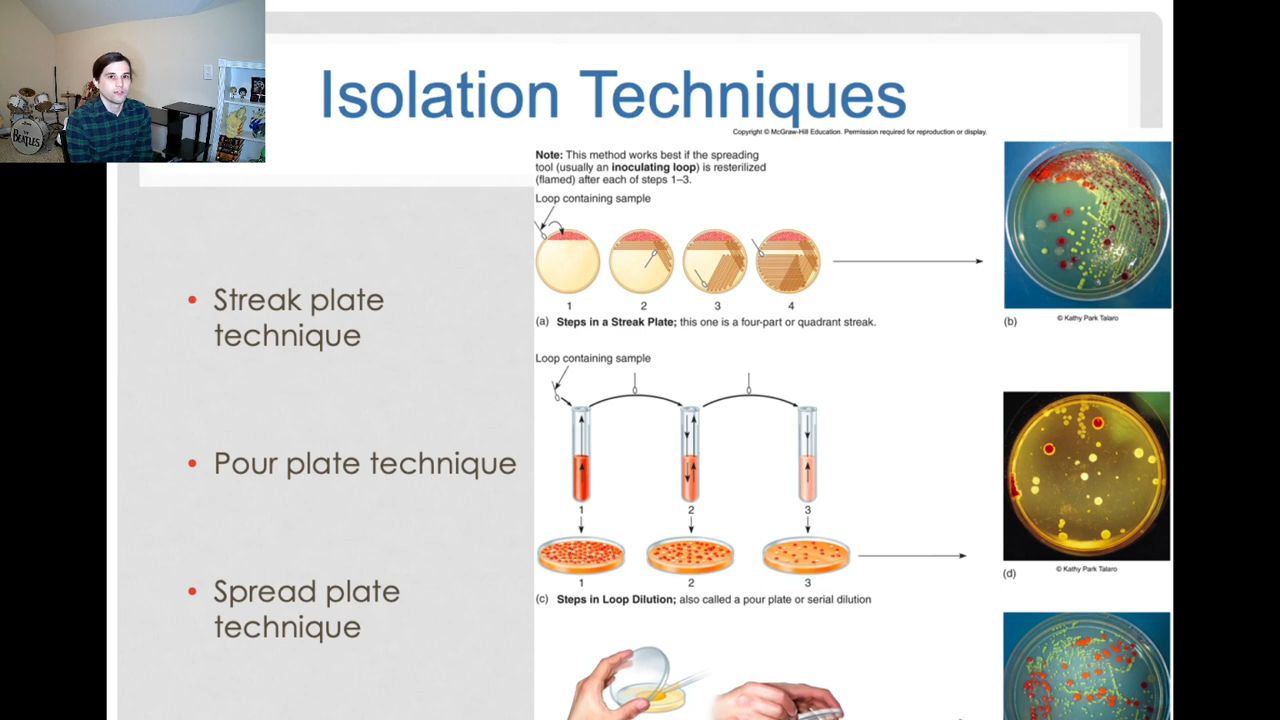 Isolation Techniques
Copyright © McGraw-Hill Education. Permission required for reproduction or display.
THE
BEATLES
• Streak plate
technique
• Pour plate technique
• Spread plate
technique
Note: This method works best if the spreading
tool (usually an inoculating loop) is resterilized
(flamed) after each of steps 1–3.
Loop containing sample
1 2 3 4
(a) Steps in a Streak Plate; this one is a four-part or quadrant streak.
(b)
© Kathy Park Talaro
Loop containing sample
1 2 3
1 2 3
(c) Steps in Loop Dilution; also called a pour plate or serial dilution
(d)
© Kathy Park Talaro